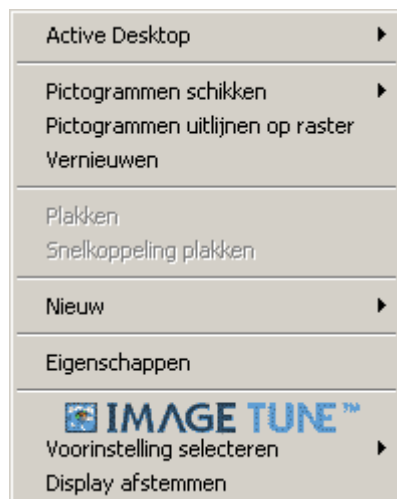 Active Desktop
Pictogrammen schikken
Pictogrammen uitlijnen op raster
Vernieuwen
Plakken
Snelkoppeling plakken
Nieuw
Eigenschappen
IMAGE TUNE™
Voorinstelling selecteren
Display afstemmen